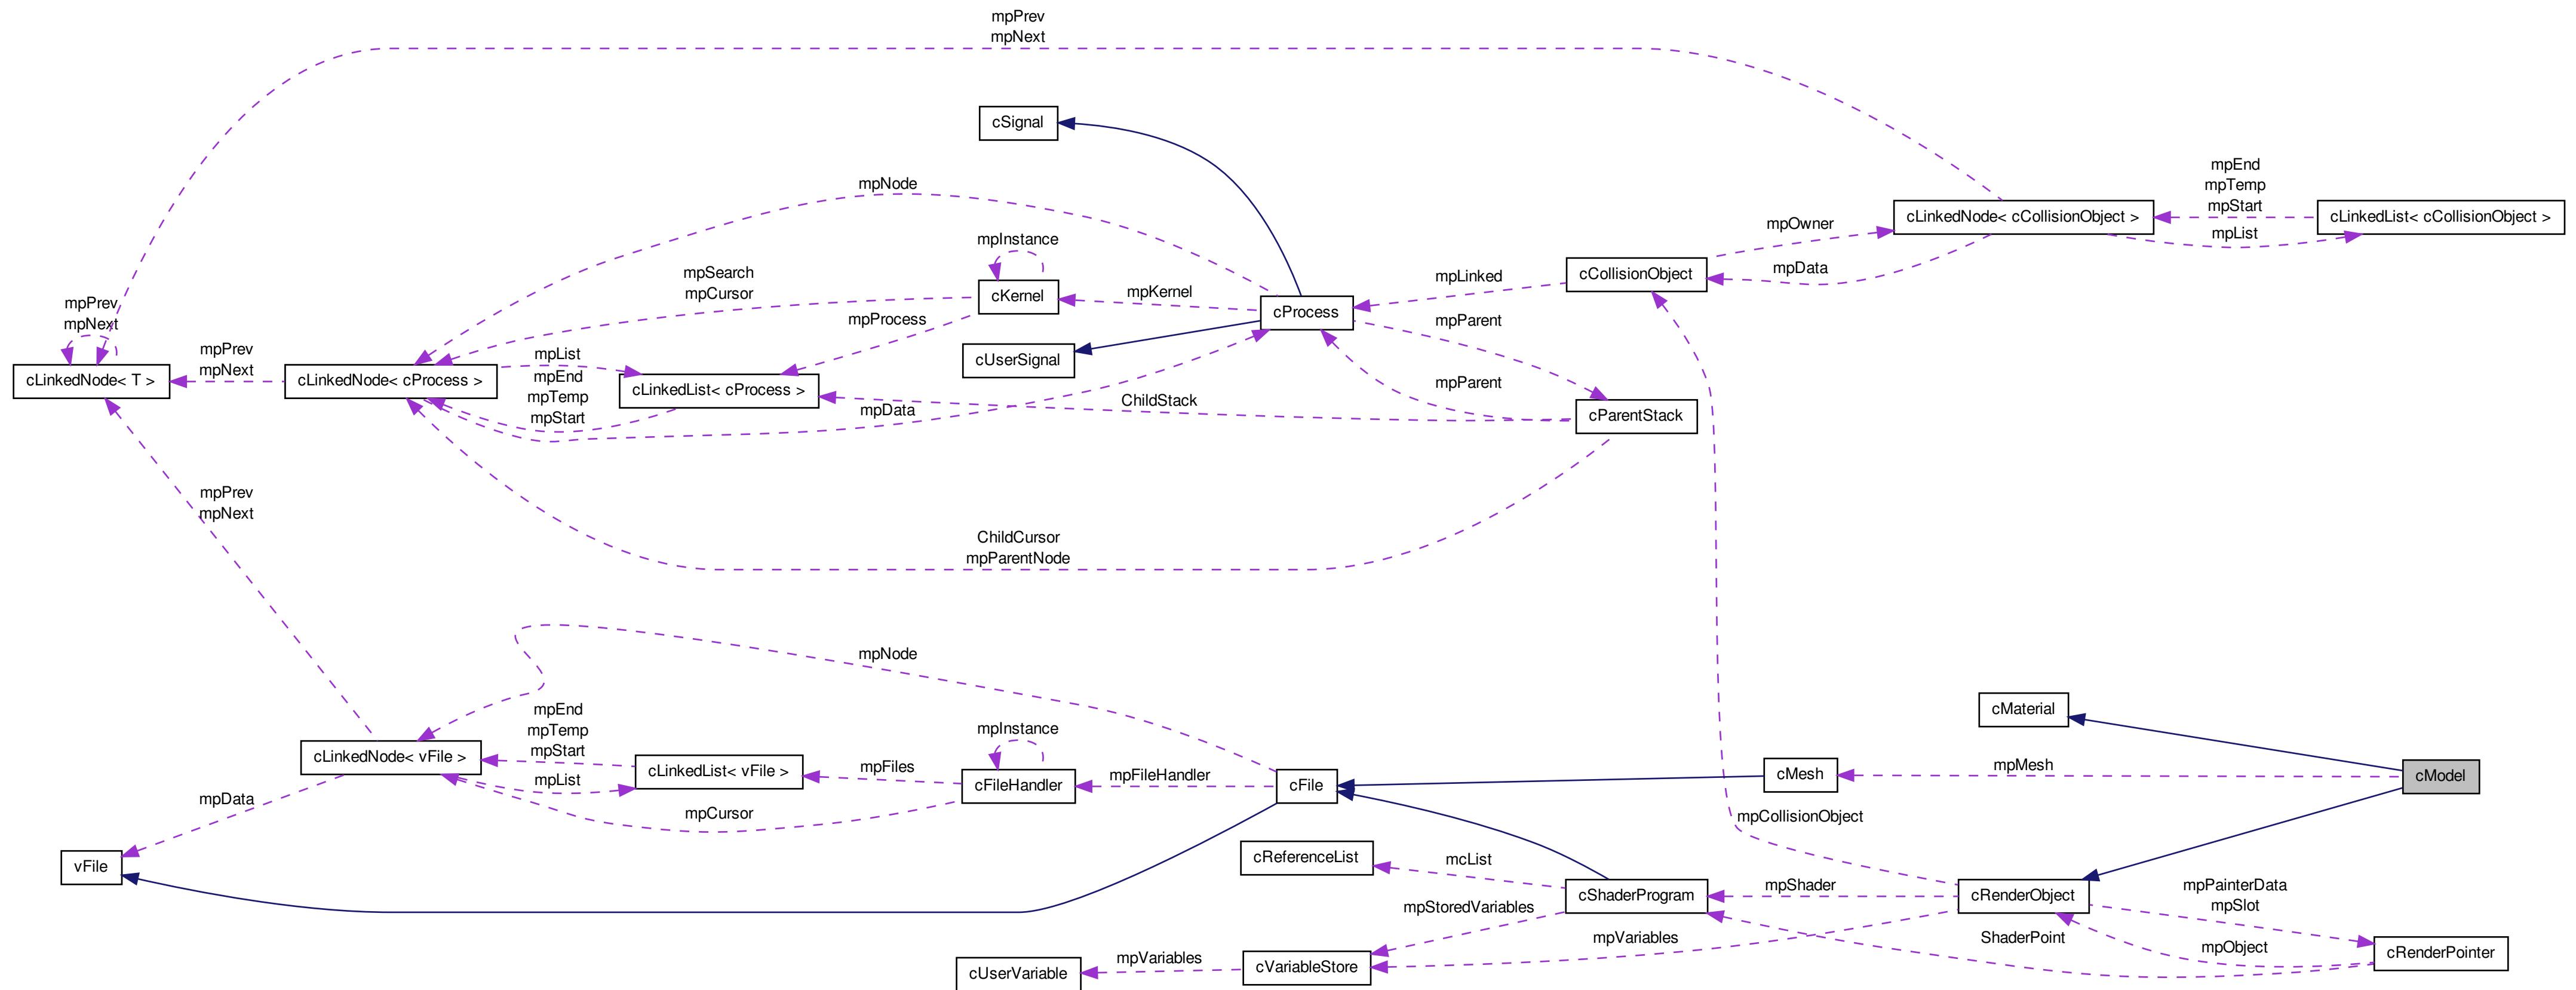 mpPrev
mpNext
cSignal
mpNode
mpEnd
mpTemp
mpStart
mpList
cLinkedNode< cCollisionObject >
cLinkedList< cCollisionObject >
mpOwner
mpData
cCollisionObject
mpLinked
mpInstance
cKernel
mpSearch
mpCursor
mpKernel
mpProcess
cProcess
mpParent
cUserSignal
mpPrev
mpNext
cLinkedNode< T >
mpPrev
mpNext
cLinkedNode< cProcess >
mpList
mpEnd
mpTemp
mpStart
cLinkedList< cProcess >
mpData
mpParent
ChildStack
cParentStack
mpPrev
mpNext
ChildCursor
mpParentNode
mpNode
cMaterial
mpEnd
mpTemp
mpStart
mpList
cLinkedNode< vFile >
cLinkedList< vFile >
mpInstance
mpFiles
cFileHandler
mpFileHandler
cFile
cMesh
mpMesh
cModel
mpData
mpCursor
mpCollisionObject
vFile
cReferenceList
mcList
cShaderProgram
mpShader
cRenderObject
mpPainterData
mpSlot
mpStoredVariables
mpVariables
ShaderPoint
mpObject
cRenderPointer
cUserVariable
mpVariables
cVariableStore